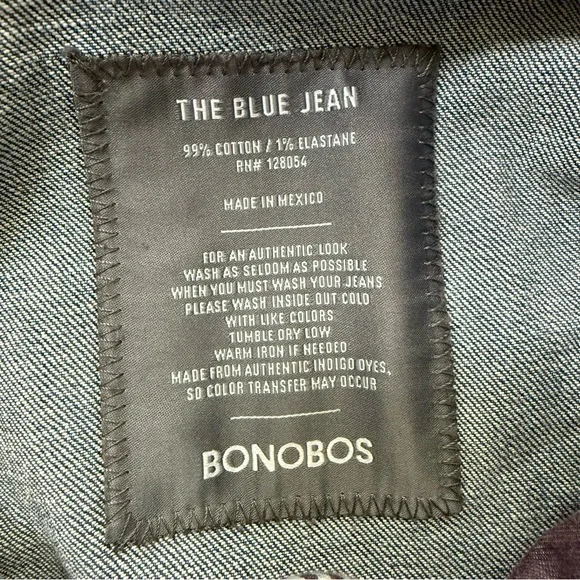 THE BLUE JEAN
99% COTTON / 1% ELASTANE
RN# 128054
MADE IN MEXICO
FOR AN AUTHENTIC LOOK
WASH AS SELDOM AS POSSIBLE
WHEN YOU MUST WASH YOUR JEANS
PLEASE WASH INSIDE OUT COLD
WITH LIKE COLORS
TUMBLE DRY LOW
WARM IRON IF NEEDED
MADE FROM AUTHENTIC INDIGO DYES,
SO COLOR TRANSFER MAY OCCUR
BONOBOS